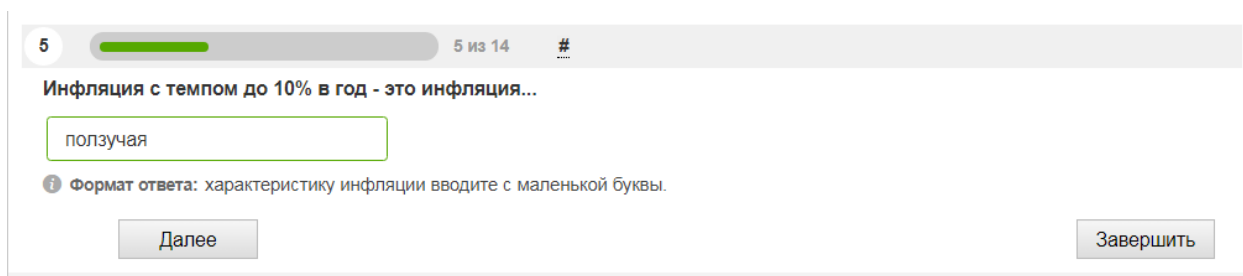 5 5 из 14 #
Инфляция с темпом до 10% в год - это инфляция...
ползучая
i Формат ответа: характеристику инфляции вводите с маленькой буквы.
Далее Завершить